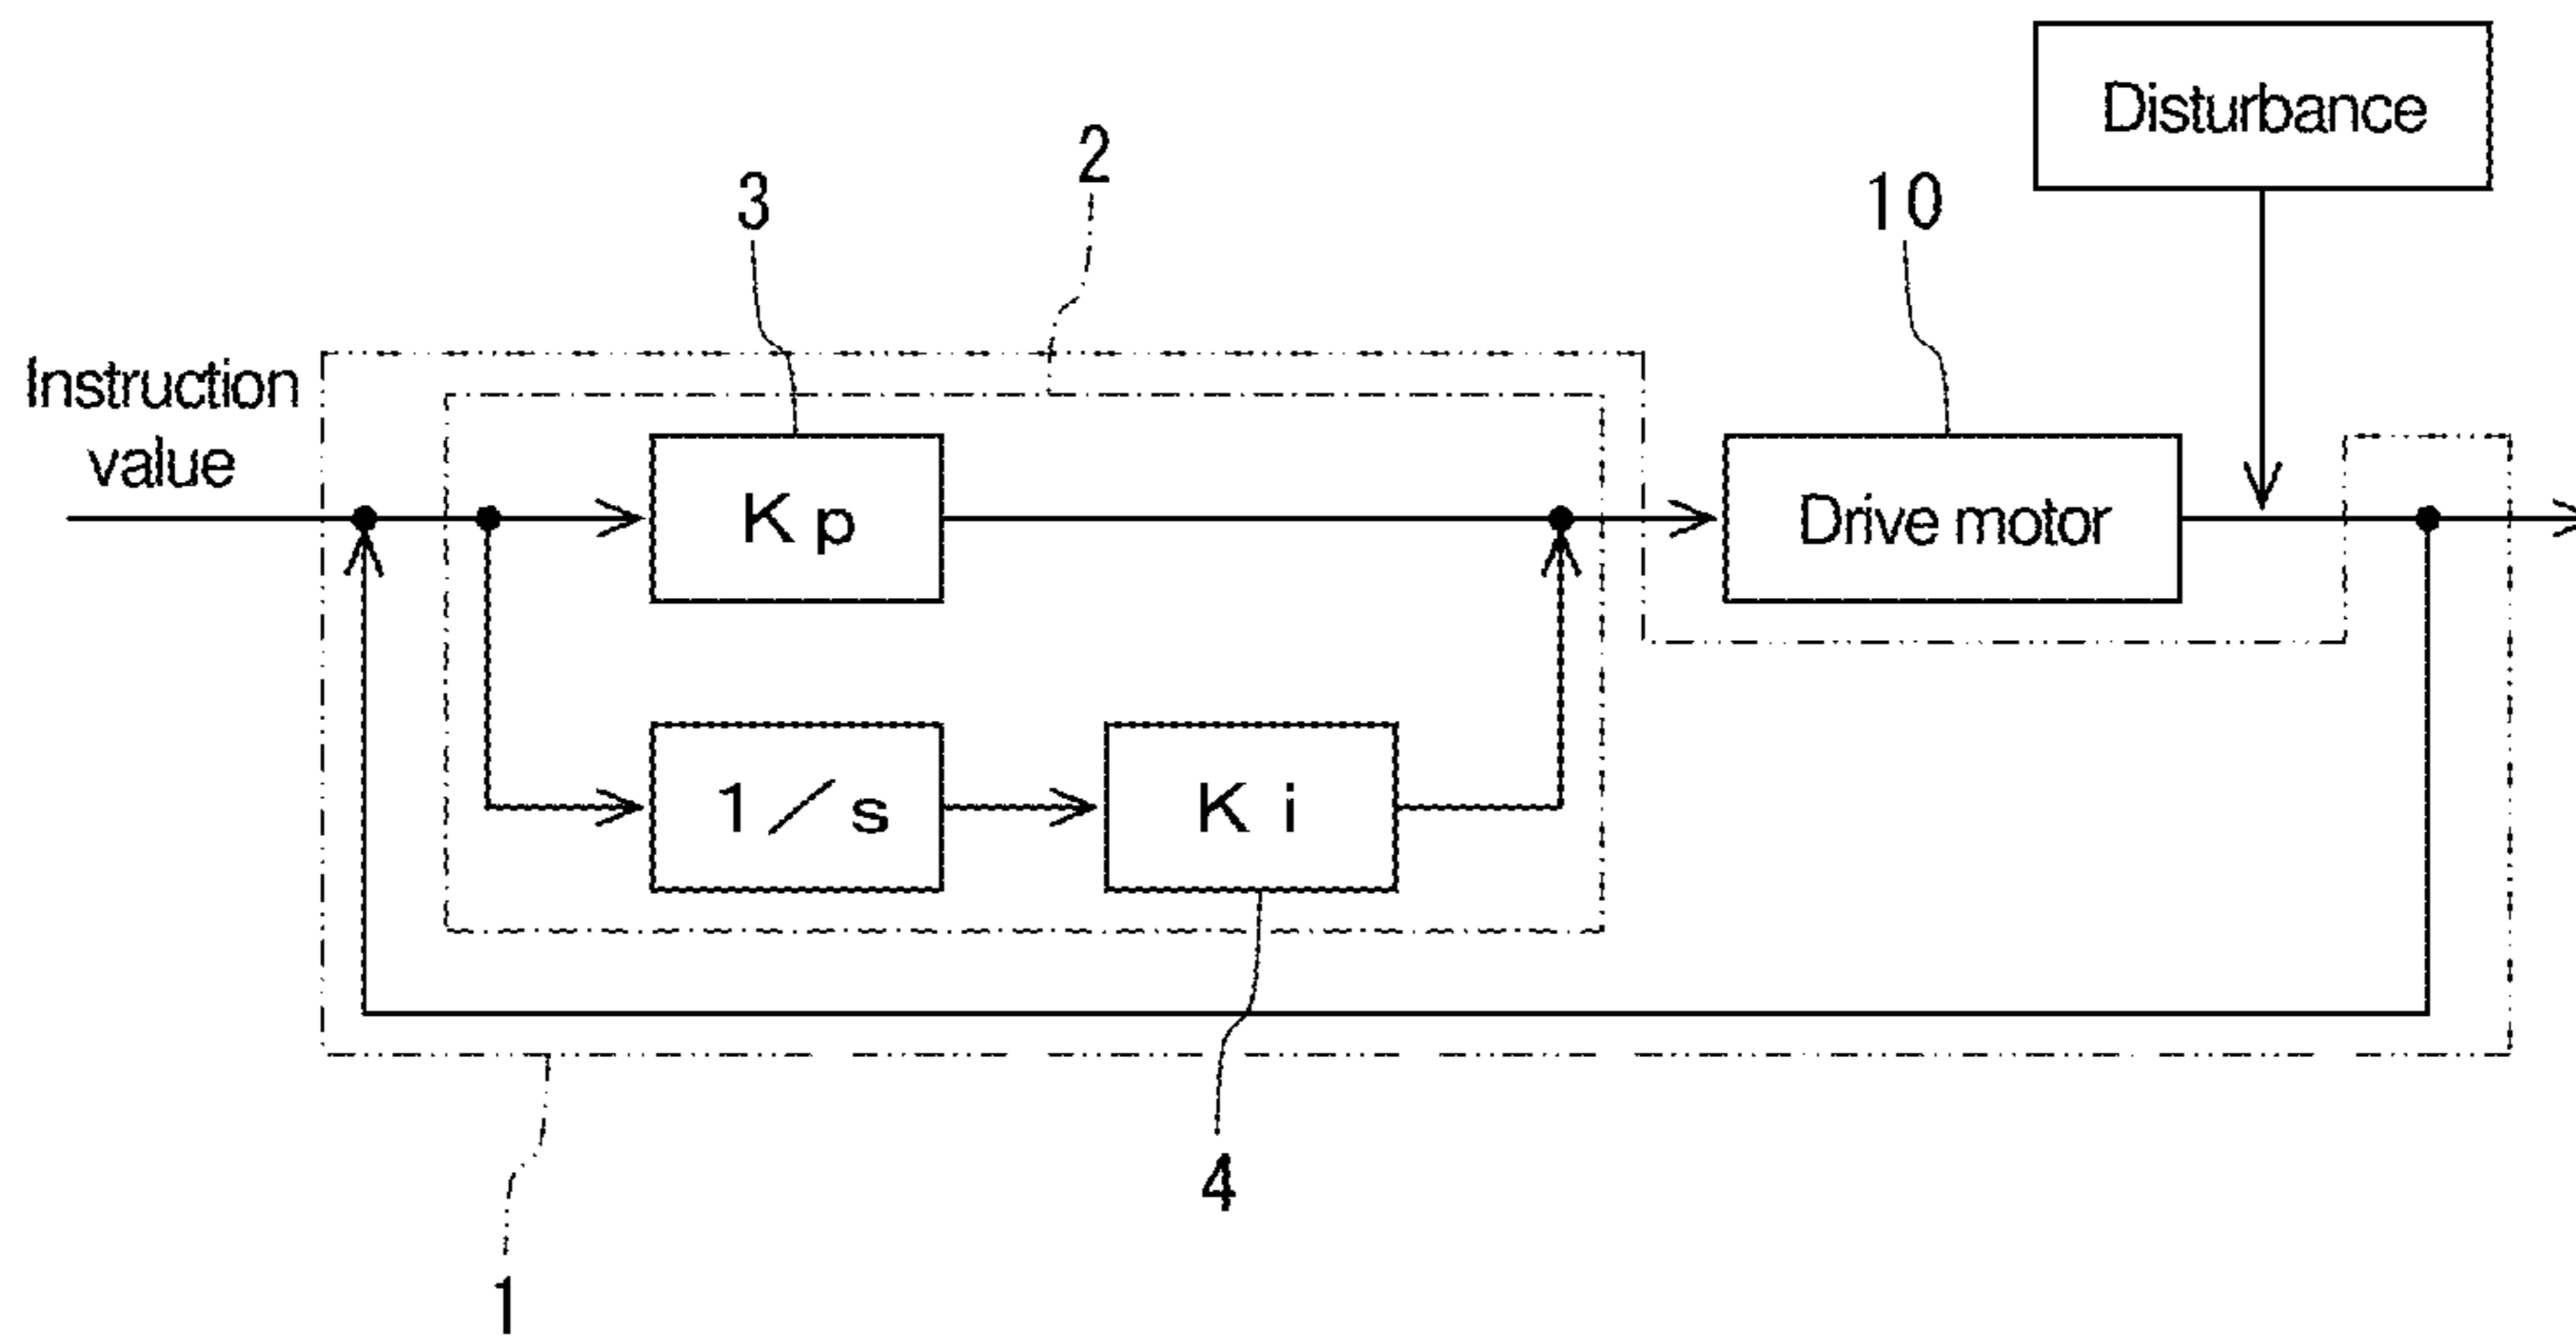 Disturbance
2
3
10
Instruction
value
K p
Drive motor
1／s
K i
4
1